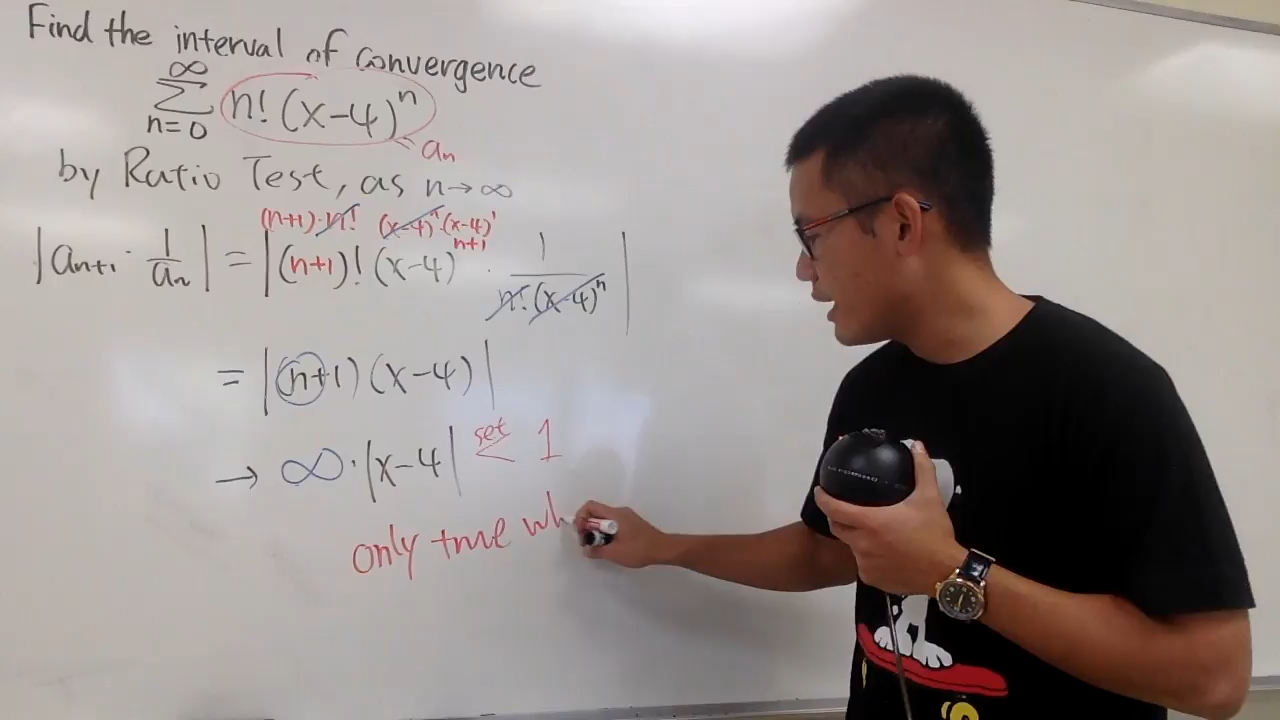 Find the interval of convergence
∞
Σ n!(x-4)^n
n=0
a_n
by Ratio Test, as n→∞
(n+1)·n! (x-4)^n·(x-4)^1
|a_{n+1} · 1/a_n| = |(n+1)!(x-4)^{n+1} · 1/(n!(x-4)^n)|
= |(n+1)(x-4)|
→ ∞·|x-4| set < 1
only true wh